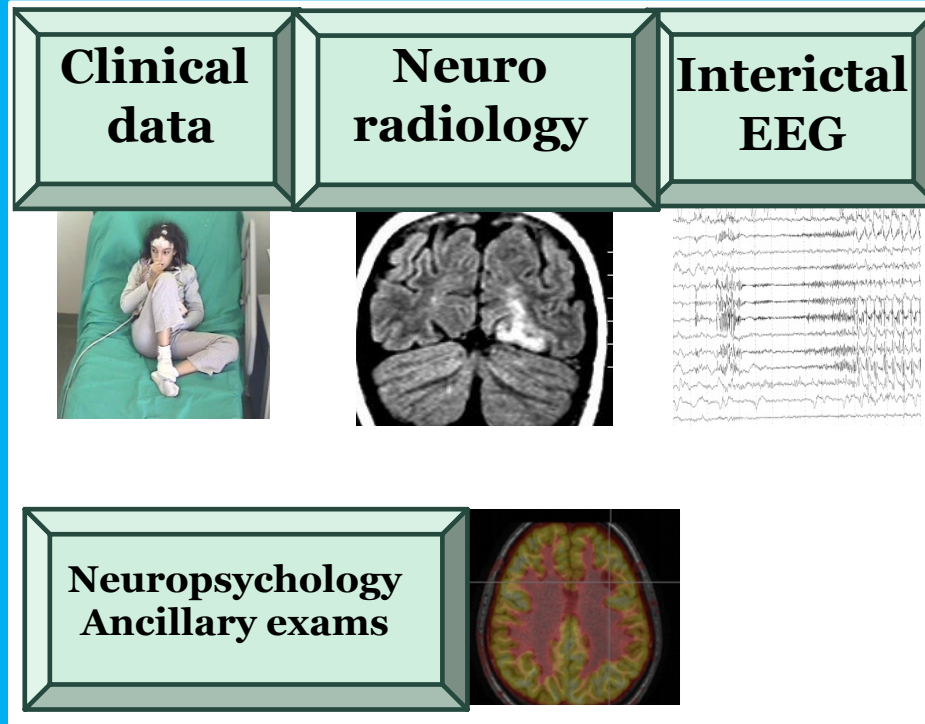 Clinical
data
Neuro
radiology
Interictal
EEG
Neuropsychology
Ancillary exams